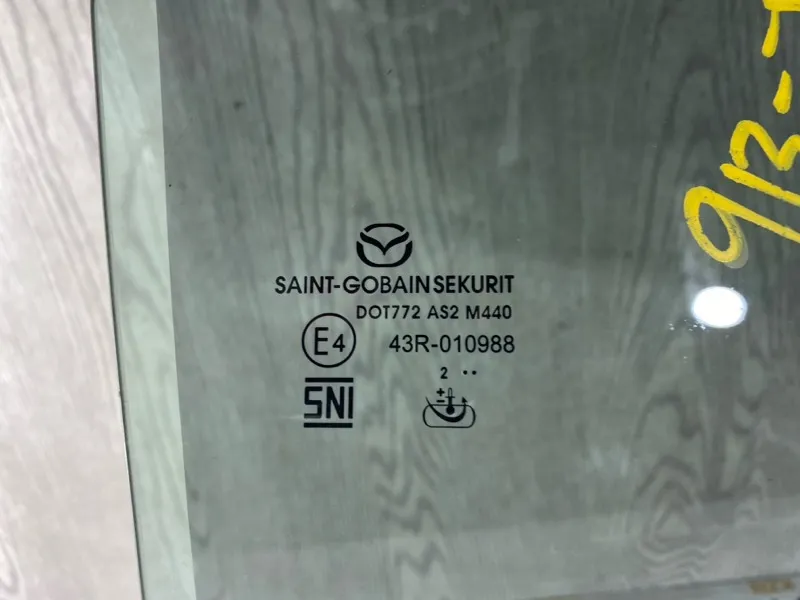 SAINT-GOBAIN SEKURIT
DOT772 AS2 M440
E4 43R-010988
2 ··
SNI